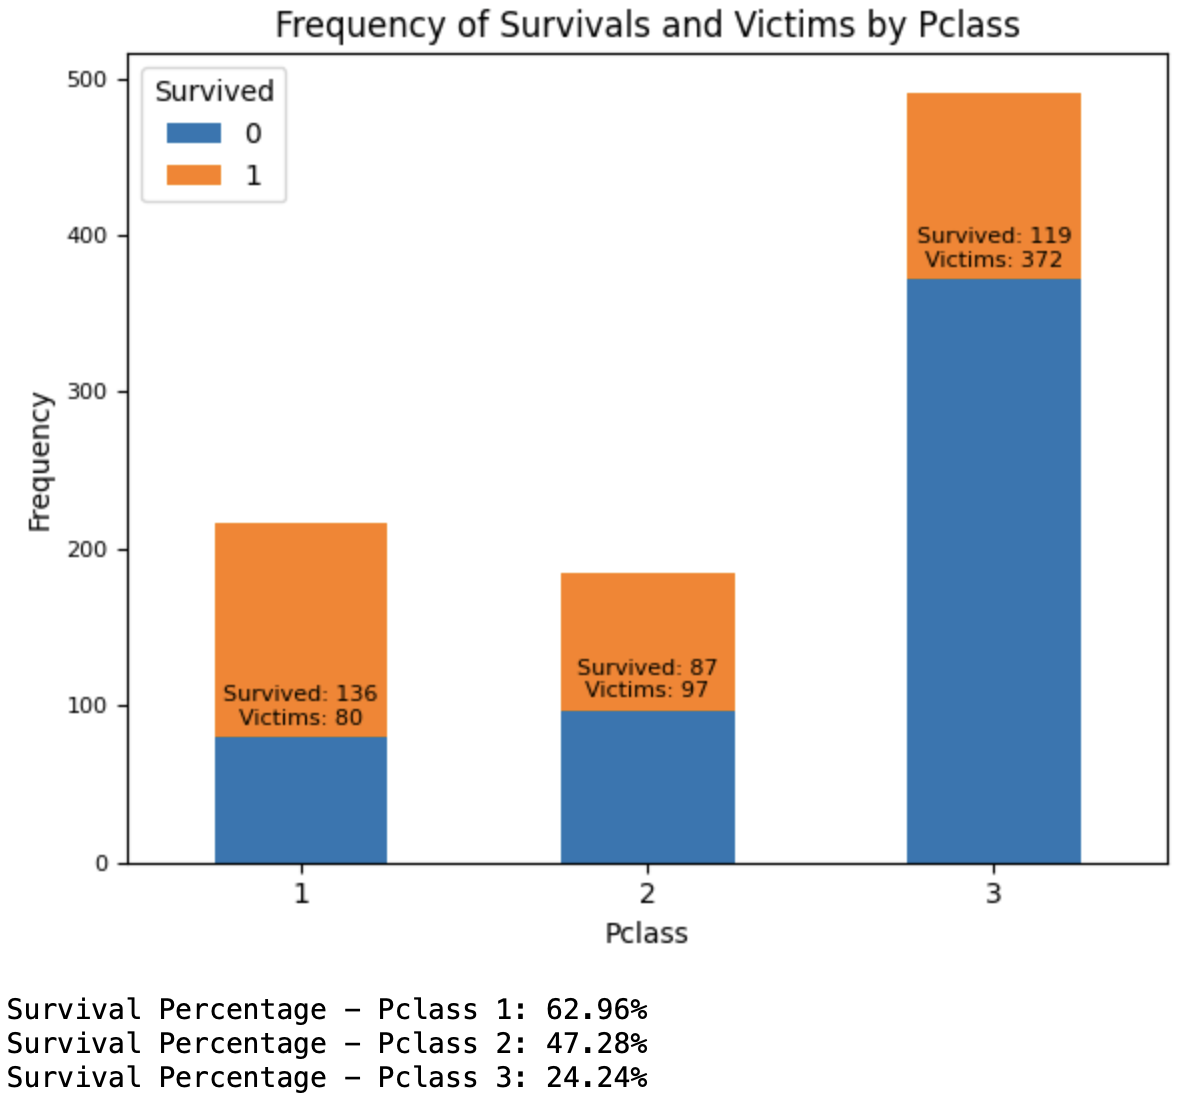 Frequency of Survivals and Victims by Pclass
Survived
0
1
500
400
300
200
100
0
Frequency
Survived: 136
Victims: 80
Survived: 87
Victims: 97
Survived: 119
Victims: 372
1
2
3
Pclass
Survival Percentage - Pclass 1: 62.96%
Survival Percentage - Pclass 2: 47.28%
Survival Percentage - Pclass 3: 24.24%